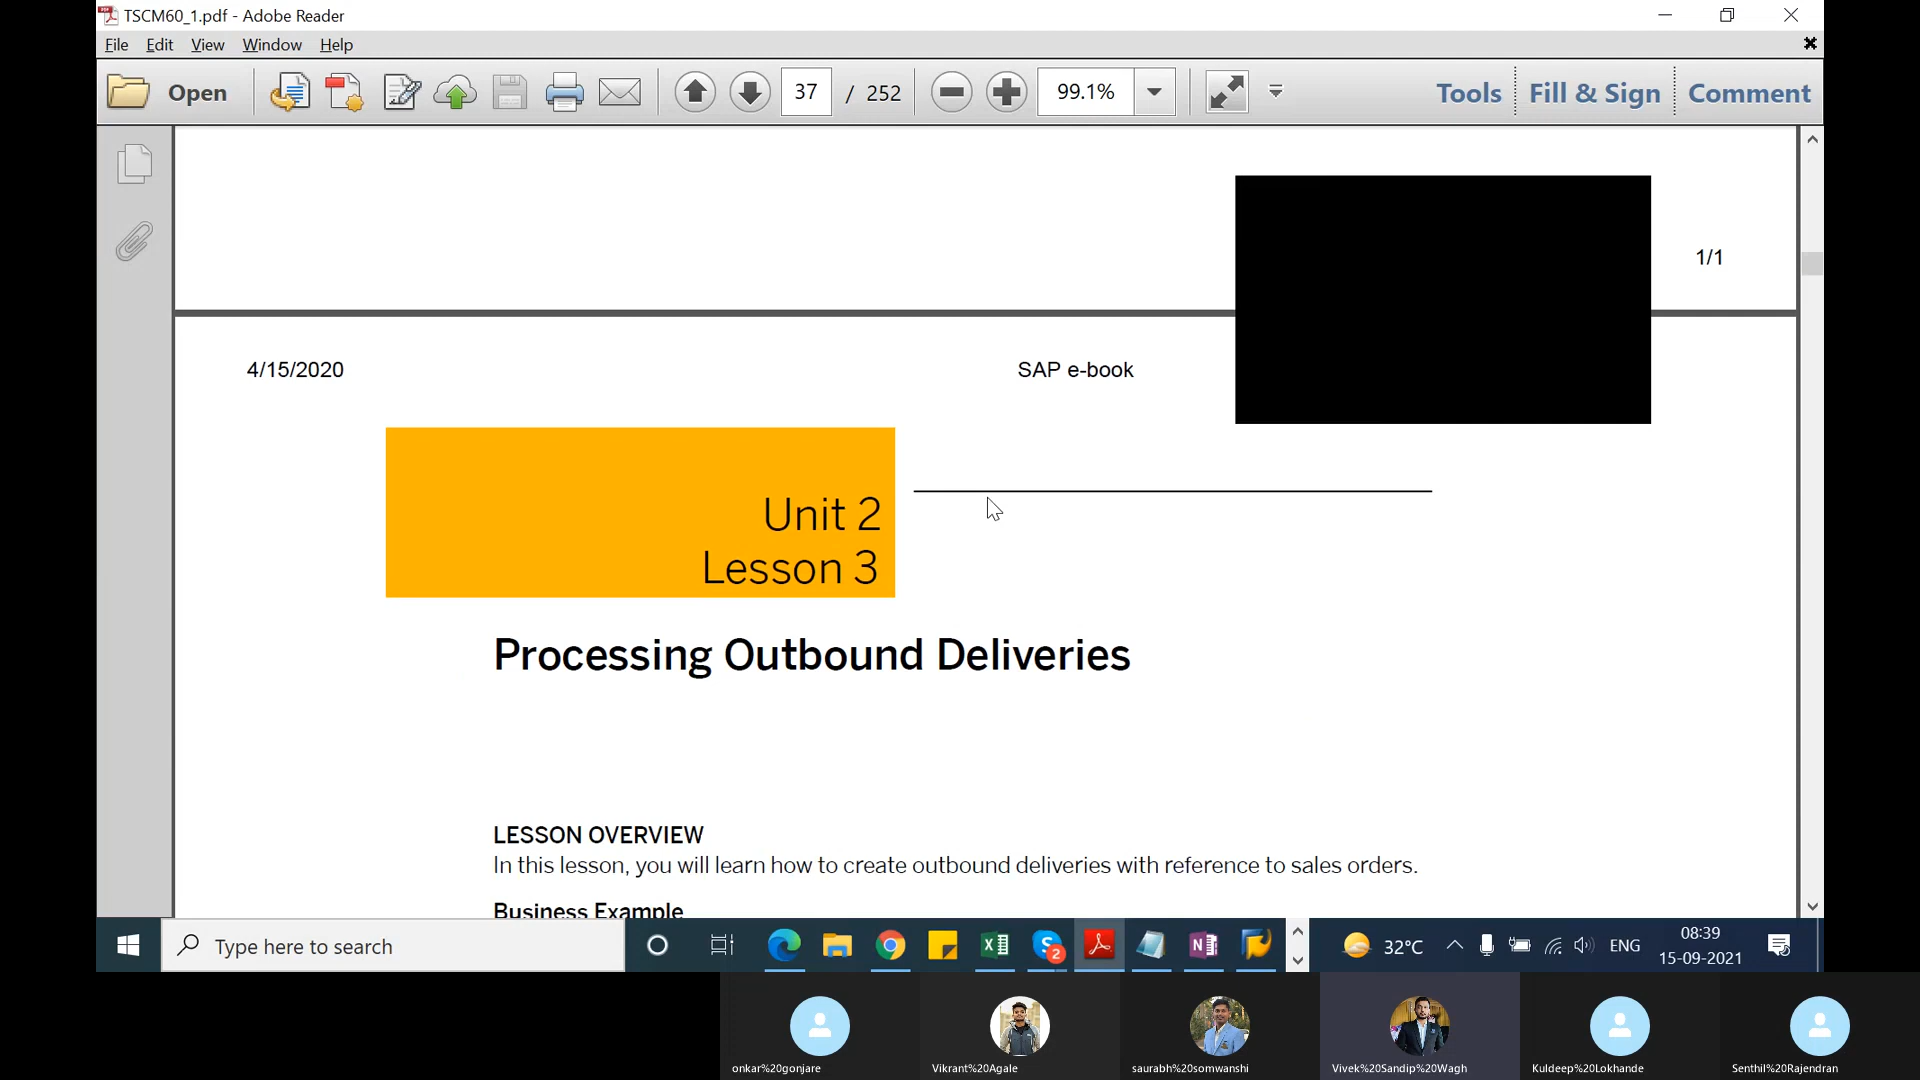 TSCM60_1.pdf - Adobe Reader
File Edit View Window Help
Open 37 / 252 99.1% Tools Fill & Sign Comment
1/1
4/15/2020 SAP e-book
Unit 2
Lesson 3
Processing Outbound Deliveries
LESSON OVERVIEW
In this lesson, you will learn how to create outbound deliveries with reference to sales orders.
Business Example
Type here to search 2 32°C ENG 08:39
15-09-2021
onkar%20gonjare Vikrant%20Agale saurabh%20somwanshi Vivek%20Sandip%20Wagh Kuldeep%20Lokhande Senthil%20Rajendran